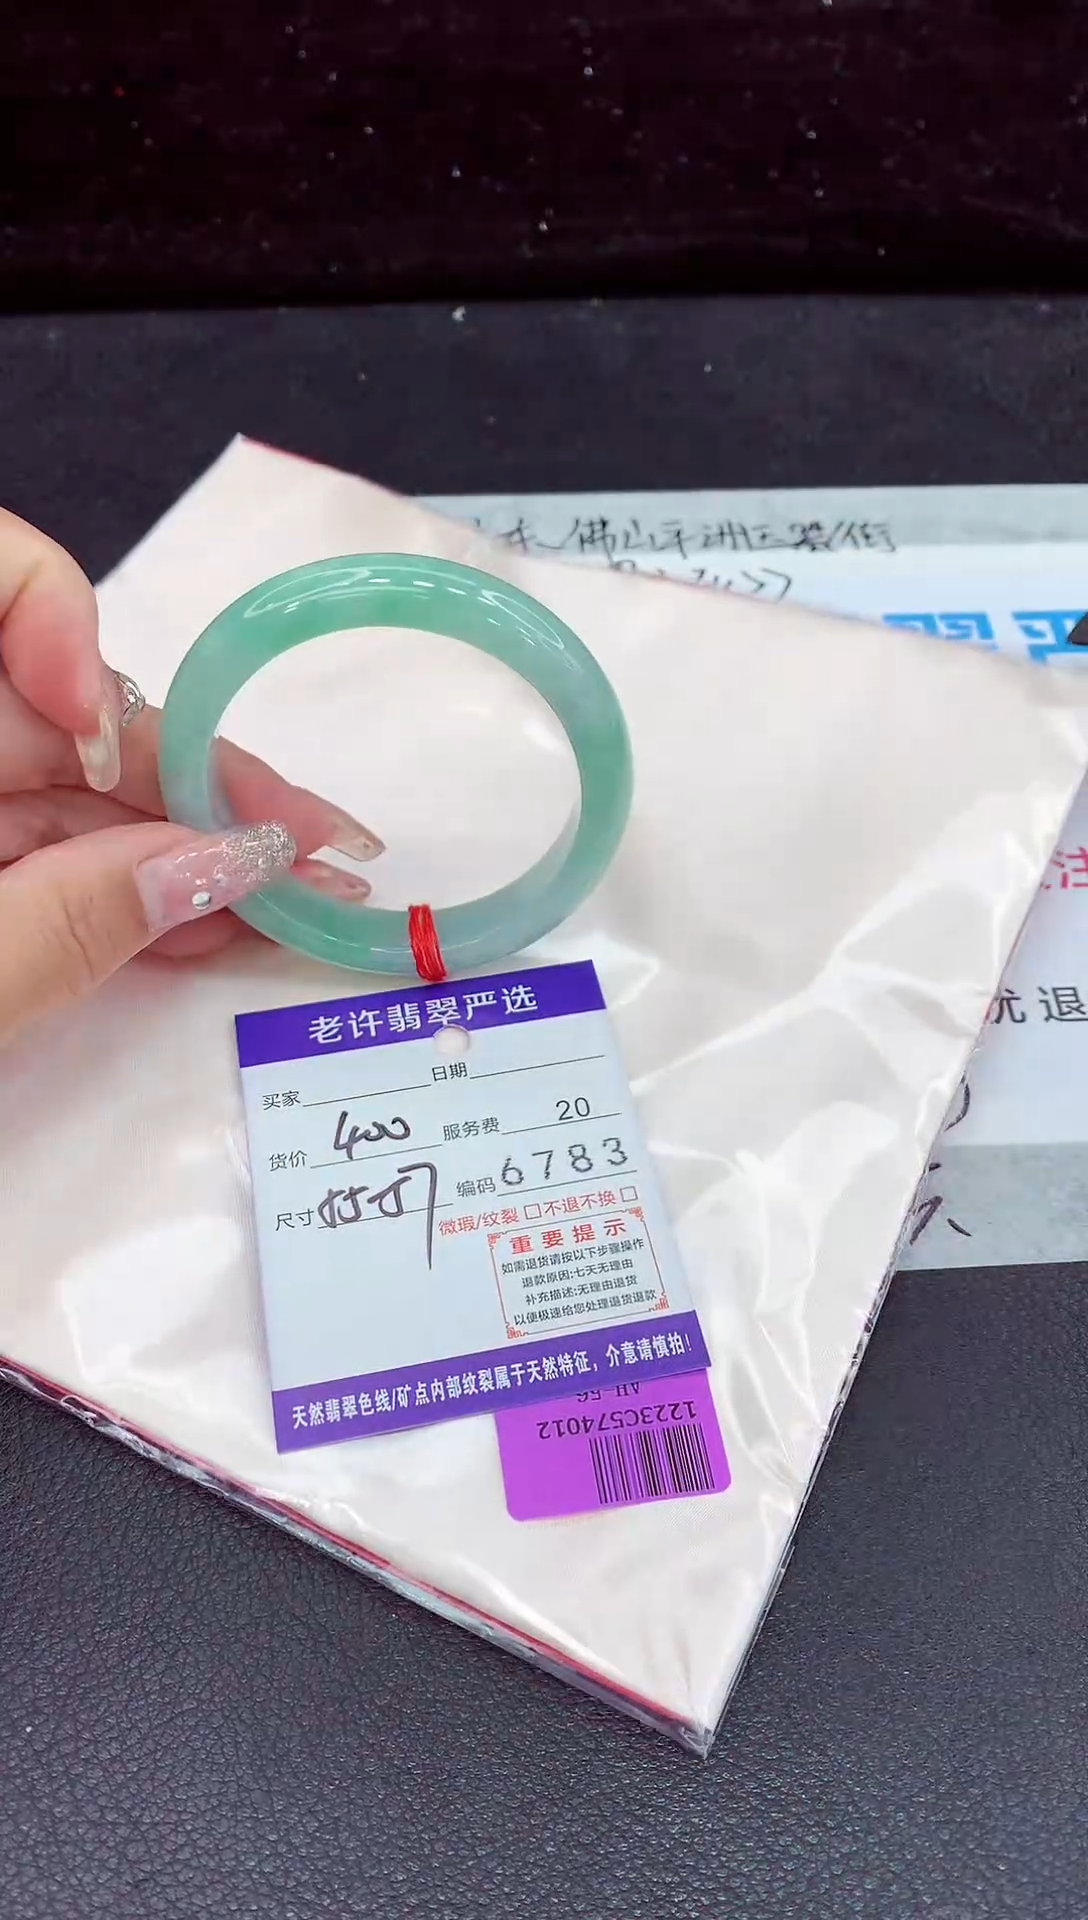 佛山平洲玉器街
老许翡翠严选
买家 日期
货价 400 服务费 20
尺寸 编码 6783
微瑕/纹裂 不退不换
重要提示
如需退货请按以下步骤操作
退款原因:七天无理由
补充描述:无理由退货
以便极速给您处理退货退款
天然翡翠色线/矿点内部纹裂属于天然特征，介意请慎拍!
AH-56
1223C574012
注
忧退